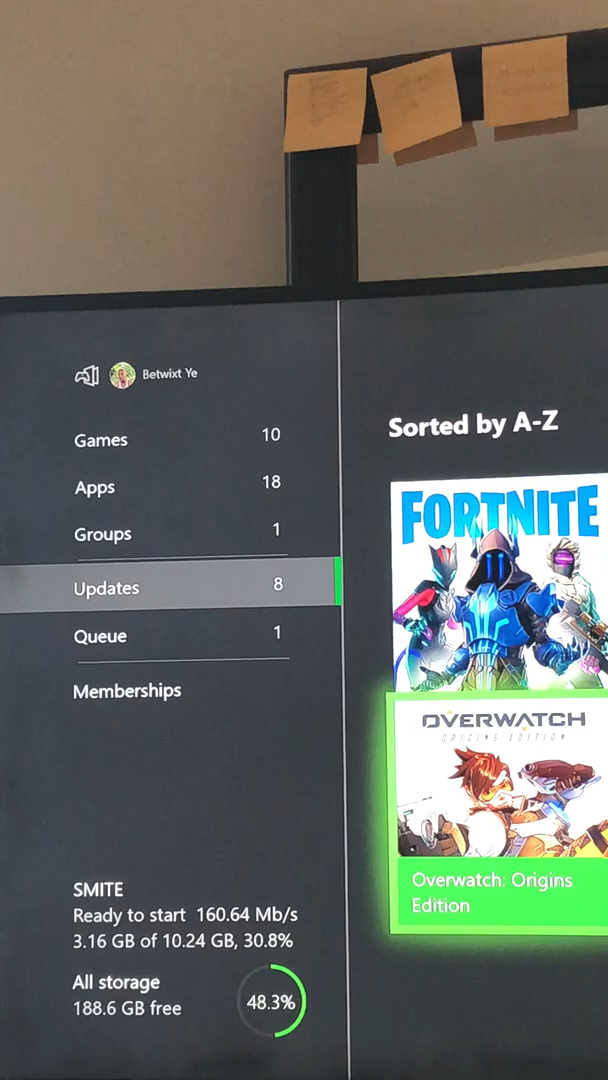 Betwixt Ye
Games 10
Apps 18
Groups 1
Updates 8
Queue 1
Memberships
SMITE
Ready to start 160.64 Mb/s
3.16 GB of 10.24 GB, 30.8%
All storage
188.6 GB free
48.3%
Sorted by A-Z
FORTNITE
OVERWATCH
ORIGINS EDITION
Overwatch: Origins
Edition